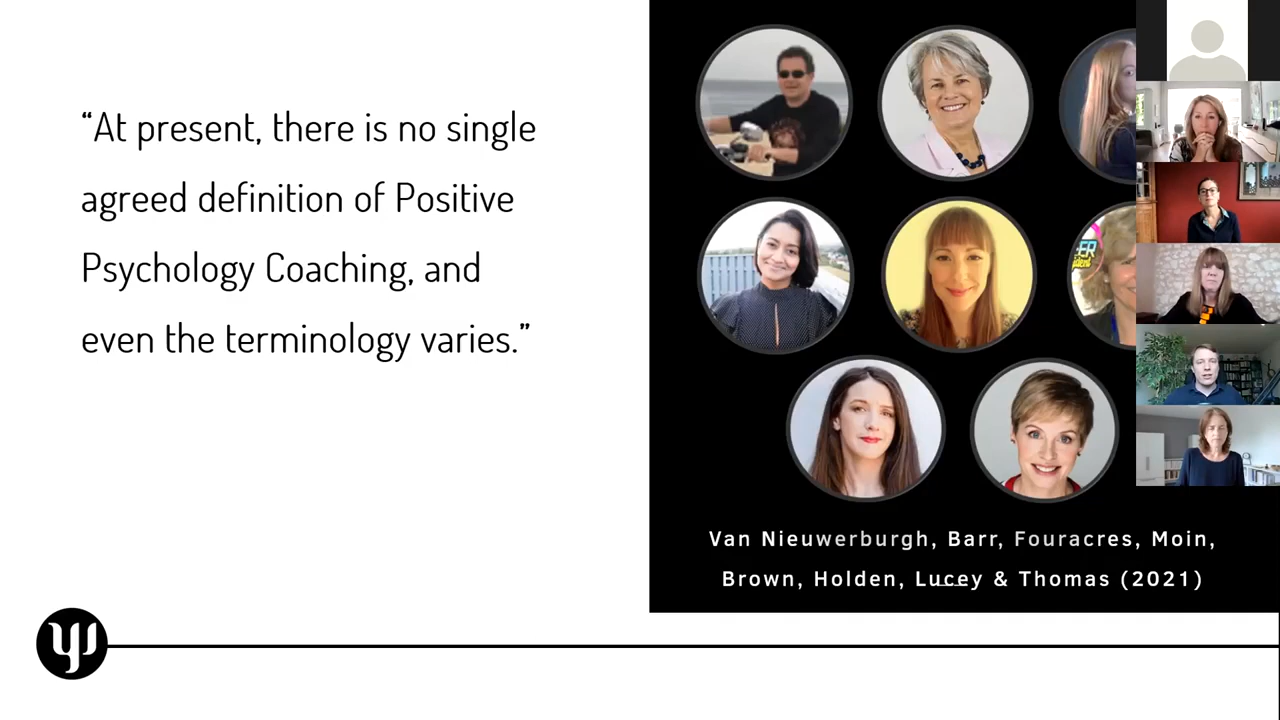 “At present, there is no single
agreed definition of Positive
Psychology Coaching, and
even the terminology varies.”
Van Nieuwerburgh, Barr, Fouracres, Moin,
Brown, Holden, Lucey & Thomas (2021)